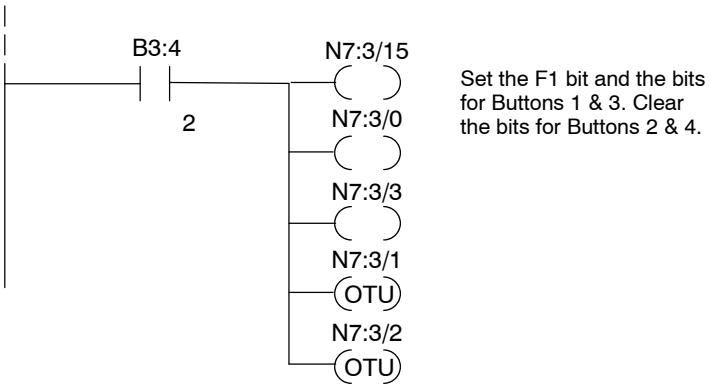 B3:4
2
N7:3/15
N7:3/0
N7:3/3
N7:3/1
OTU
N7:3/2
OTU
Set the F1 bit and the bits
for Buttons 1 & 3. Clear
the bits for Buttons 2 & 4.